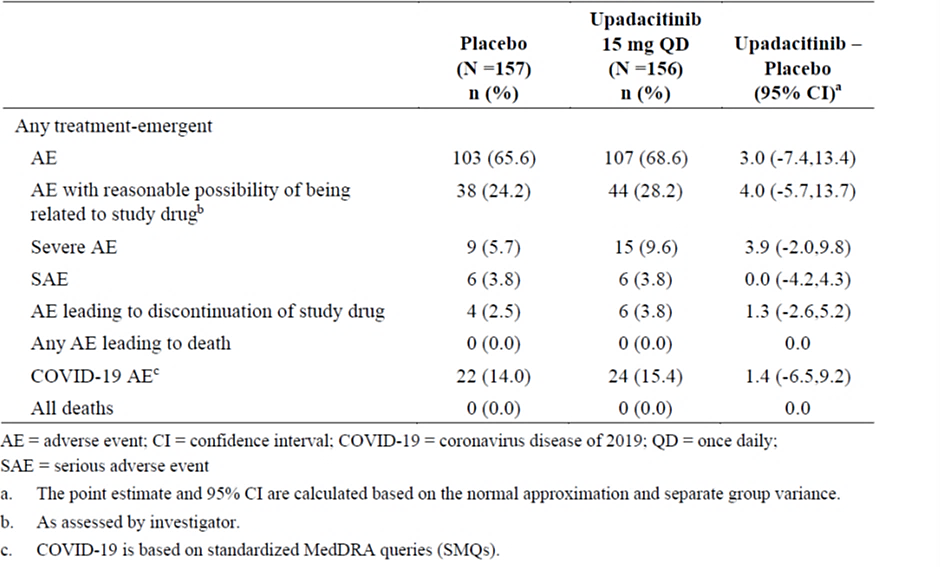 Placebo
(N =157)
n (%)
Upadacitinib
15 mg QD
(N =156)
n (%)
Upadacitinib –
Placebo
(95% CI)a
Any treatment-emergent
AE 103 (65.6) 107 (68.6) 3.0 (-7.4,13.4)
AE with reasonable possibility of being
related to study drugb 38 (24.2) 44 (28.2) 4.0 (-5.7,13.7)
Severe AE 9 (5.7) 15 (9.6) 3.9 (-2.0,9.8)
SAE 6 (3.8) 6 (3.8) 0.0 (-4.2,4.3)
AE leading to discontinuation of study drug 4 (2.5) 6 (3.8) 1.3 (-2.6,5.2)
Any AE leading to death 0 (0.0) 0 (0.0) 0.0
COVID-19 AEc 22 (14.0) 24 (15.4) 1.4 (-6.5,9.2)
All deaths 0 (0.0) 0 (0.0) 0.0
AE = adverse event; CI = confidence interval; COVID-19 = coronavirus disease of 2019; QD = once daily;
SAE = serious adverse event
a. The point estimate and 95% CI are calculated based on the normal approximation and separate group variance.
b. As assessed by investigator.
c. COVID-19 is based on standardized MedDRA queries (SMQs).